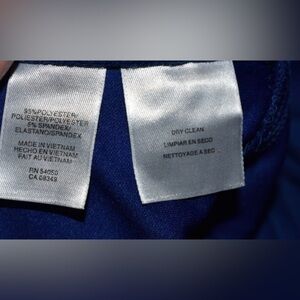 95%POLYESTER/
POLIESTER/POLYESTER
5% SPANDEX/
ELASTANO/SPANDEX
MADE IN VIETNAM
HECHO EN VIETNAM
FAIT AU VIETNAM
RN 54050
CA 08349
DRY CLEAN
LIMPIAR EN SECO
NETTOYAGE A SEC